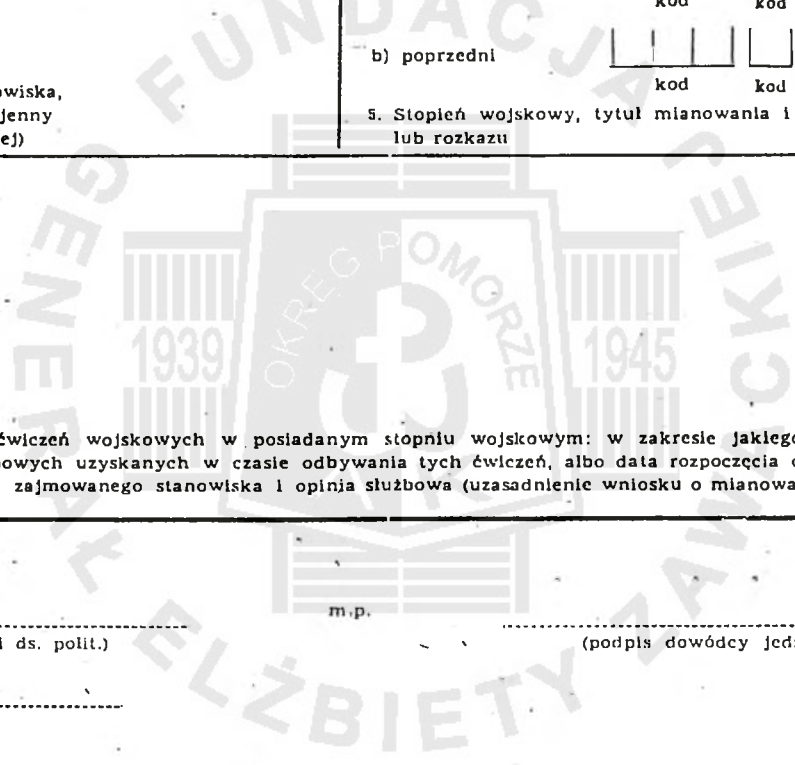 kod kod
b) poprzedni
kod kod
owiska,
jenny
ej)
5. Stopień wojskowy, tytuł mianowania i
lub rozkazu
ćwiczeń wojskowych w posiadanym stopniu wojskowym: w zakresie jakiego
owych uzyskanych w czasie odbywania tych ćwiczeń, albo data rozpoczęcia
zajmowanego stanowiska i opinia służbowa (uzasadnienie wniosku o mianowa
m.p.
i ds. polit.)
(podpis dowódcy jed
FUNDACJA GENERAŁ ELŻBIETY ZAWACKIEJ
OKRĘG POMORZE
1939
1945
AK